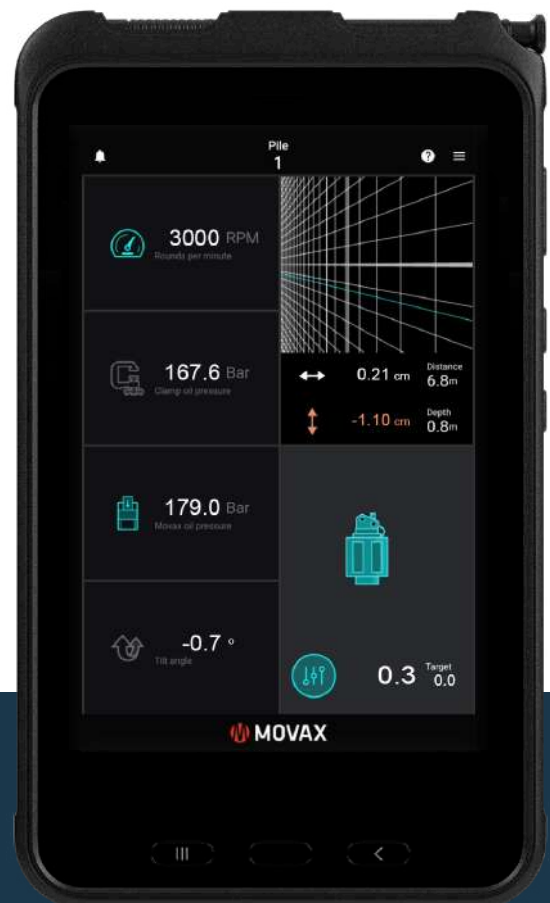 Pile
1
3000 RPM
Rounds per minute
167.6 Bar
Clamp oil pressure
179.0 Bar
Movax oil pressure
-0.7 °
Tilt angle
0.21 cm
Distance
6.8m
-1.10 cm
Depth
0.8m
0.3
Target
0.0
MOVAX